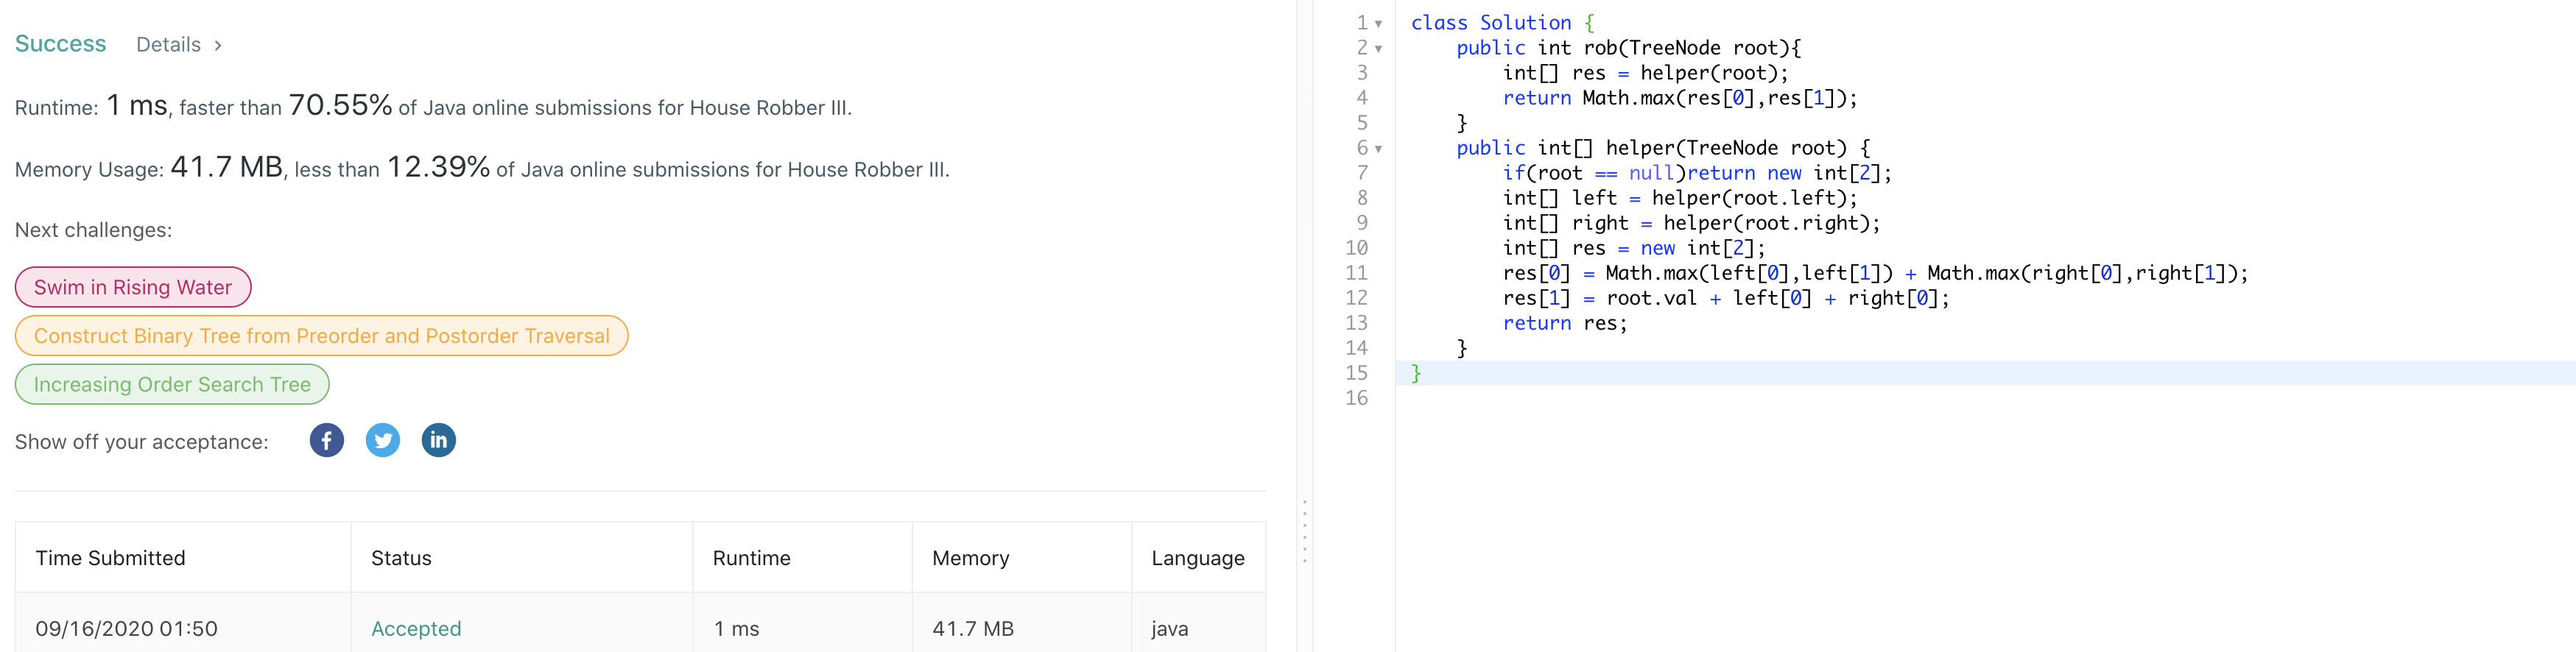 Success Details >
Runtime: 1 ms, faster than 70.55% of Java online submissions for House Robber III.
Memory Usage: 41.7 MB, less than 12.39% of Java online submissions for House Robber III.
Next challenges:
Swim in Rising Water
Construct Binary Tree from Preorder and Postorder Traversal
Increasing Order Search Tree
Show off your acceptance: f in
Time Submitted Status Runtime Memory Language
09/16/2020 01:50 Accepted 1 ms 41.7 MB java
1 class Solution {
2     public int rob(TreeNode root){
3         int[] res = helper(root);
4         return Math.max(res[0],res[1]);
5     }
6     public int[] helper(TreeNode root) {
7         if(root == null)return new int[2];
8         int[] left = helper(root.left);
9         int[] right = helper(root.right);
10         int[] res = new int[2];
11         res[0] = Math.max(left[0],left[1]) + Math.max(right[0],right[1]);
12         res[1] = root.val + left[0] + right[0];
13         return res;
14     }
15 }
16